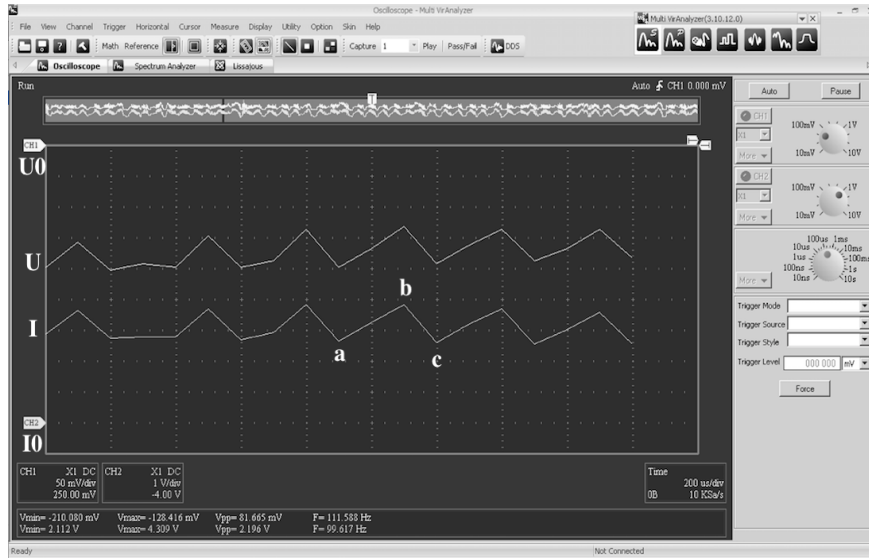 Oscilloscope - Multi VirAnalyzer
File View Channel Trigger Horizontal Cursor Measure Display Utility Option Skin Help
Multi VirAnalyzer(3.10.12.0)
Math Reference Capture 1 Play Pass/Fail DDS
Oscilloscope Spectrum Analyzer Lissajous
Run Auto CH1 0.000 mV
T
CH1
U0
U
I
b
a
c
CH2
I0
CH1 X1 DC
50 mV/div
250.00 mV
CH2 X1 DC
1 V/div
-4.00 V
Time
200 us/div
0B 10 KSa/s
Vmin= -210.080 mV Vmax= -128.416 mV Vpp= 81.665 mV F= 111.588 Hz
Vmin= 2.112 V Vmax= 4.309 V Vpp= 2.196 V F= 99.617 Hz
Auto Pause
CH1
X1
More
100mV 1V
10mV 10V
CH2
X1
More
100mV 1V
10mV 10V
100us 1ms
10us 10ms
1us 100ms
100ns 1s
10ns 10s
More
Trigger Mode
Trigger Source
Trigger Style
Trigger Level 000 000 mV
Force
Ready Not Connected